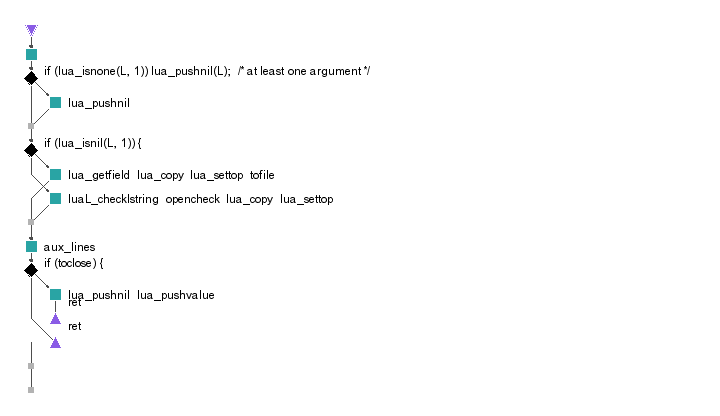 if (lua_isnone(L, 1)) lua_pushnil(L);  /* at least one argument */
lua_pushnil
if (lua_isnil(L, 1)) {
lua_getfield  lua_copy  lua_settop  tofile
luaL_checklstring  opencheck  lua_copy  lua_settop
aux_lines
if (toclose) {
lua_pushnil  lua_pushvalue
ret
ret